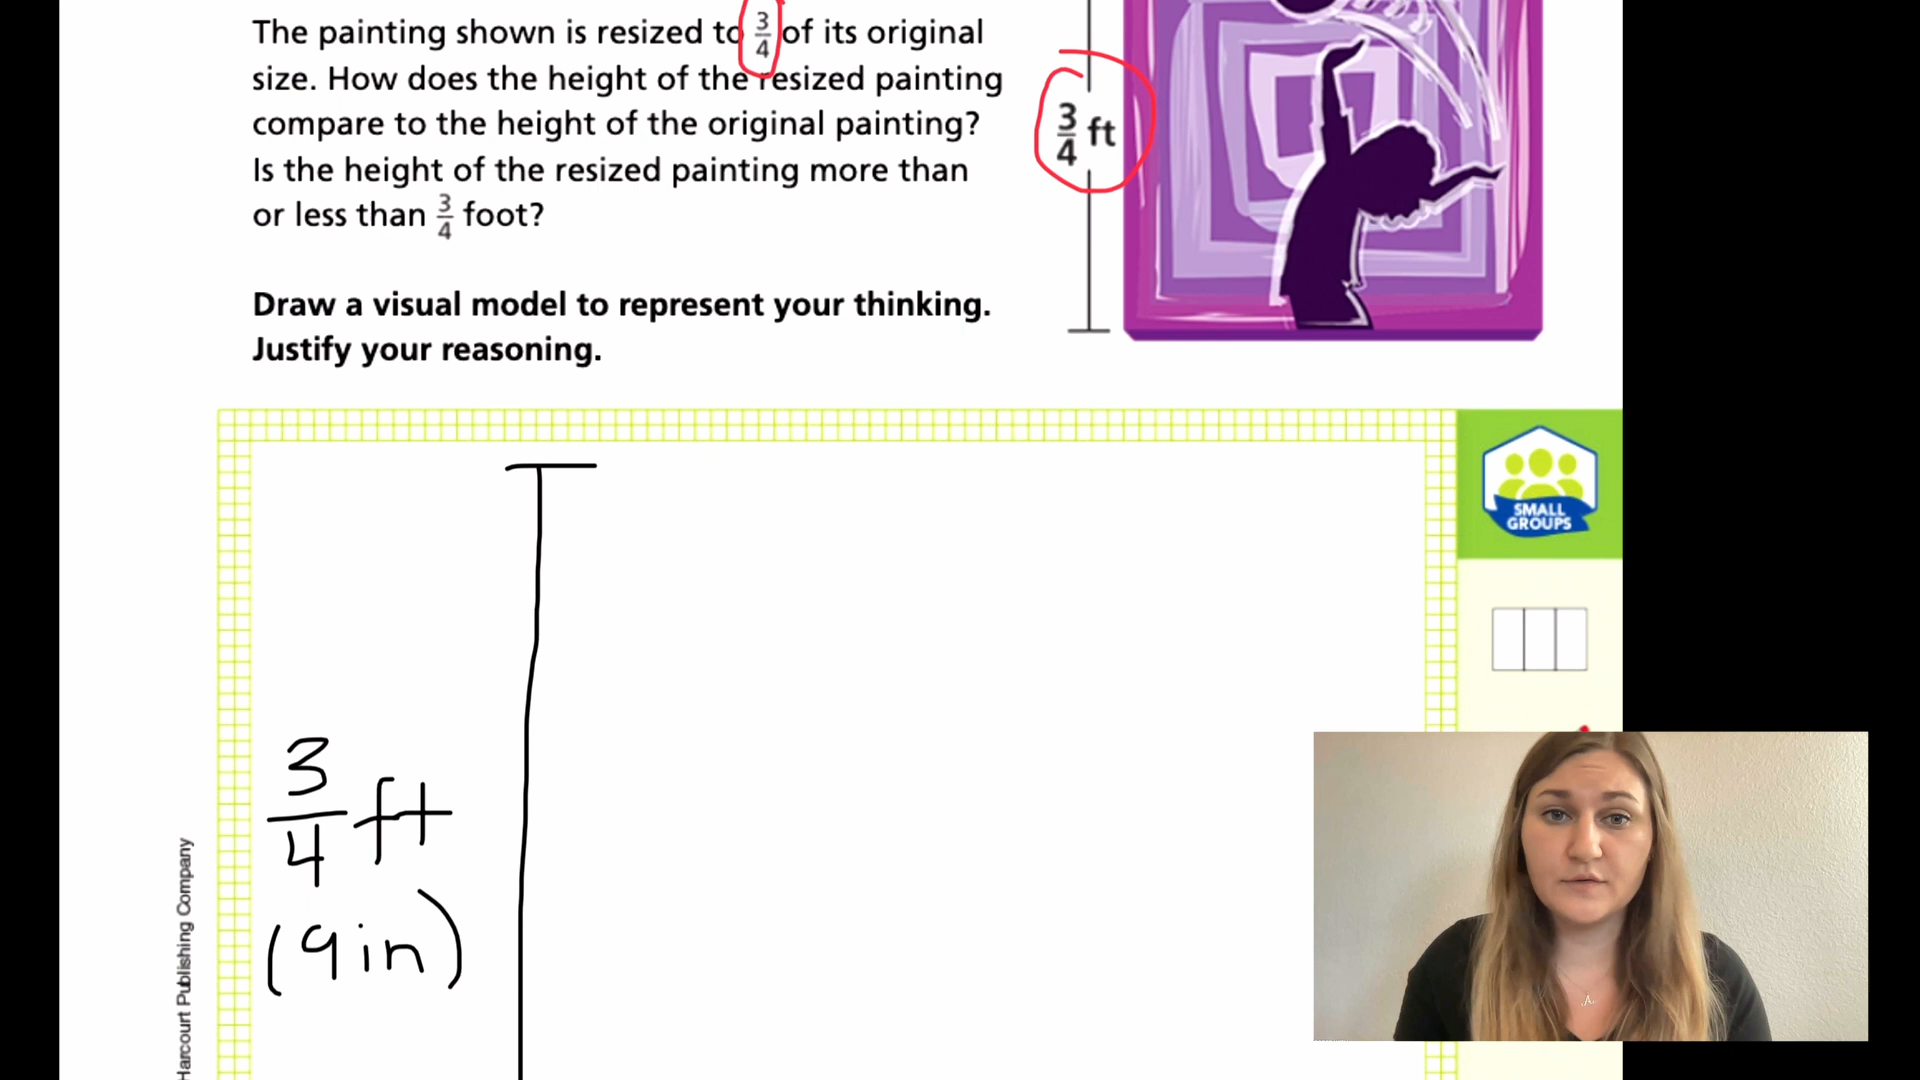 The painting shown is resized to 3/4 of its original
size. How does the height of the resized painting
compare to the height of the original painting?
Is the height of the resized painting more than
or less than 3/4 foot?
Draw a visual model to represent your thinking.
Justify your reasoning.
3/4 ft
SMALL
GROUPS
3/4 ft
(9in)
Harcourt Publishing Company
A